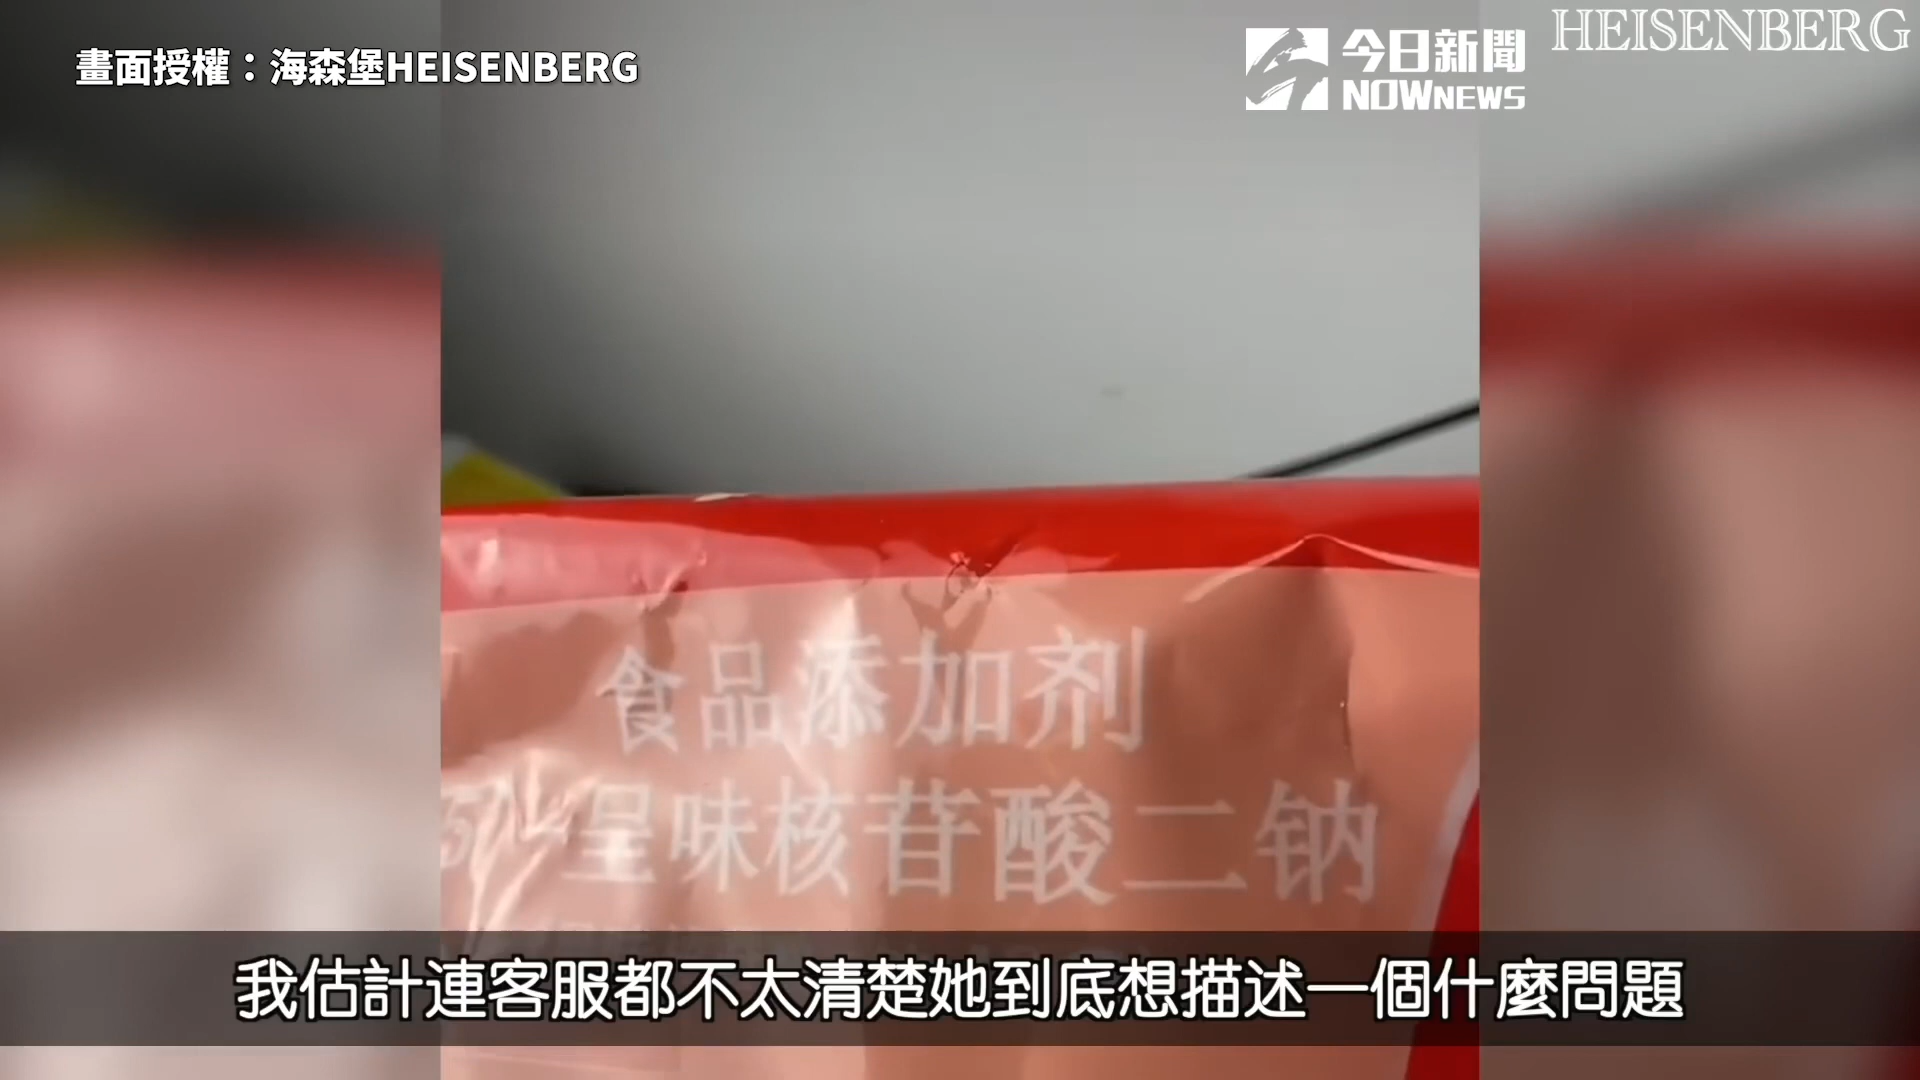 畫面授權：海森堡HEISENBERG
今日新聞
NOWNEWS
HEISENBERG
食品添加剂
呈味核苷酸二钠
我估計連客服都不太清楚她到底想描述一個什麼問題